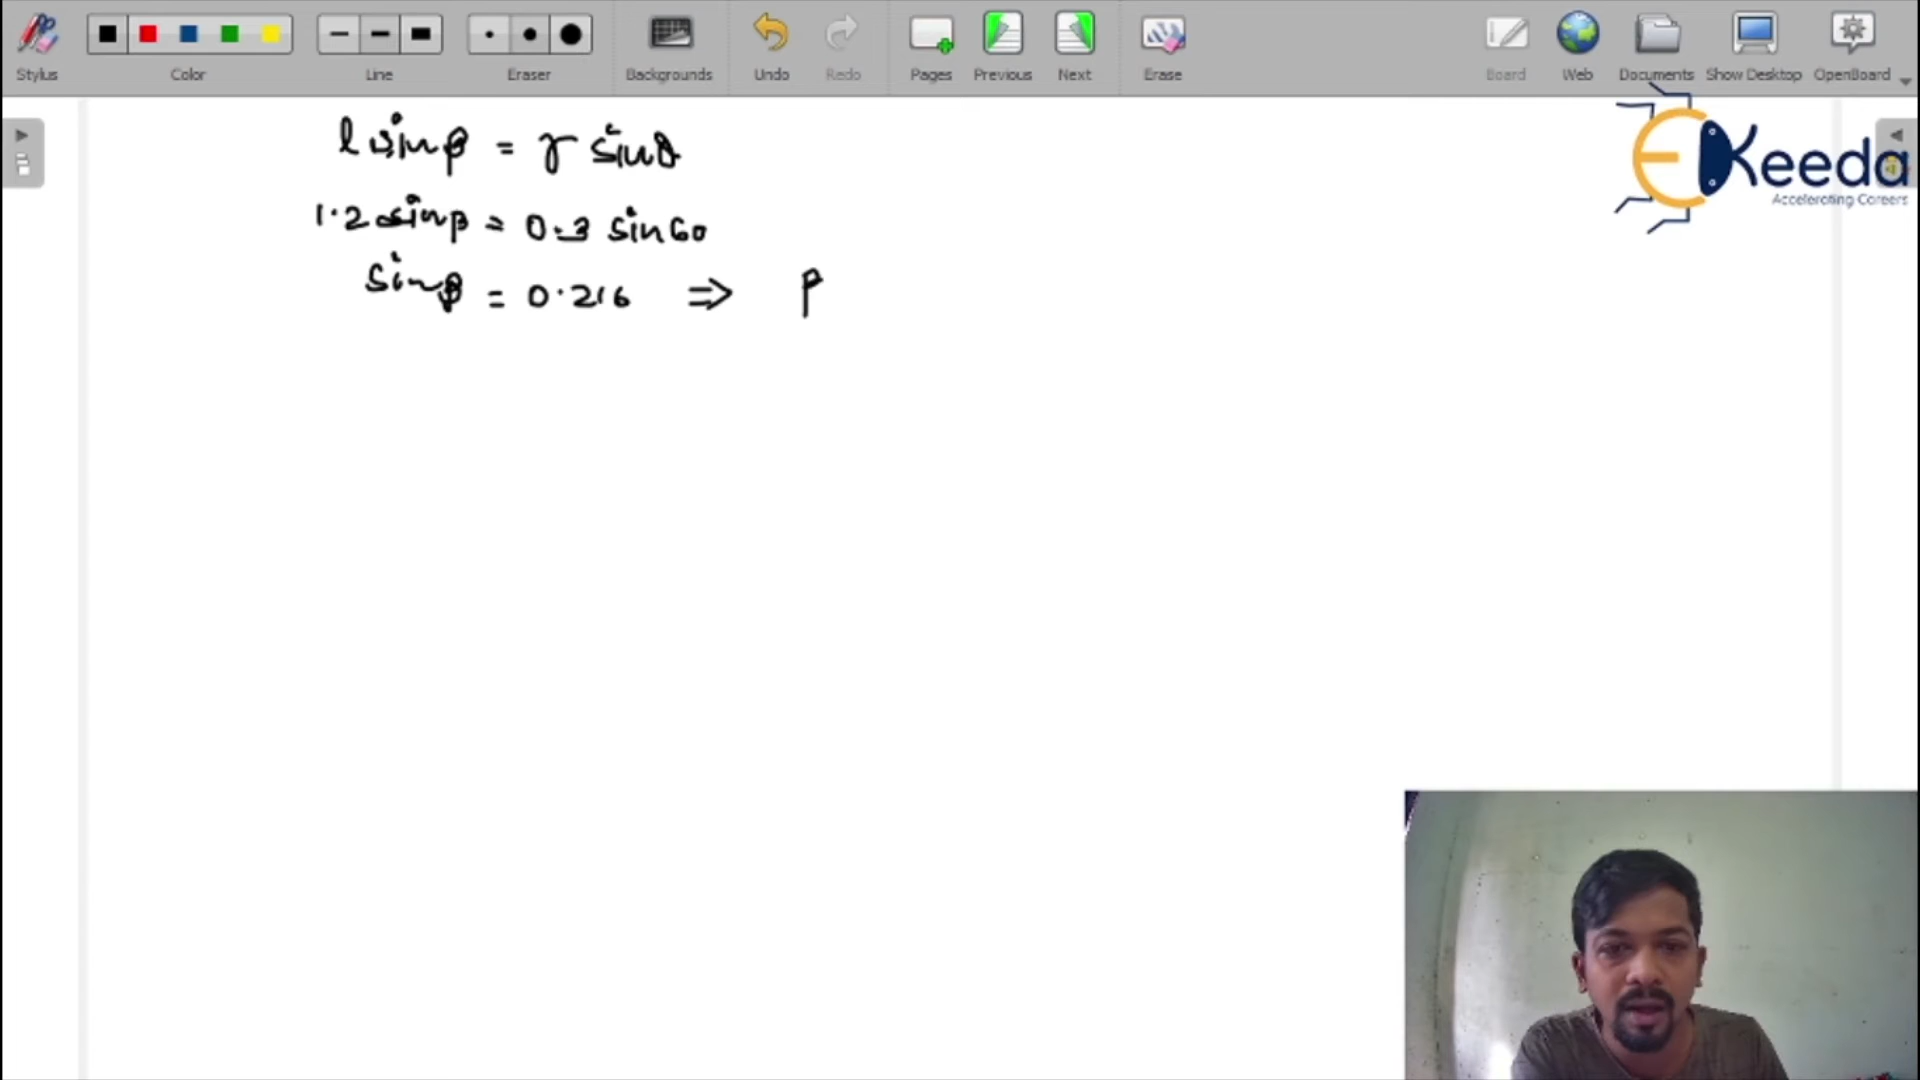 Stylus Color Line Eraser Backgrounds Undo Redo Pages Previous Next Erase Board Web Documents Show Desktop OpenBoard
l sinβ = r sinθ
1.2 sinβ = 0.3 sin60
sinβ = 0.216 ⇒ β
EKeeda
Accelerating Careers